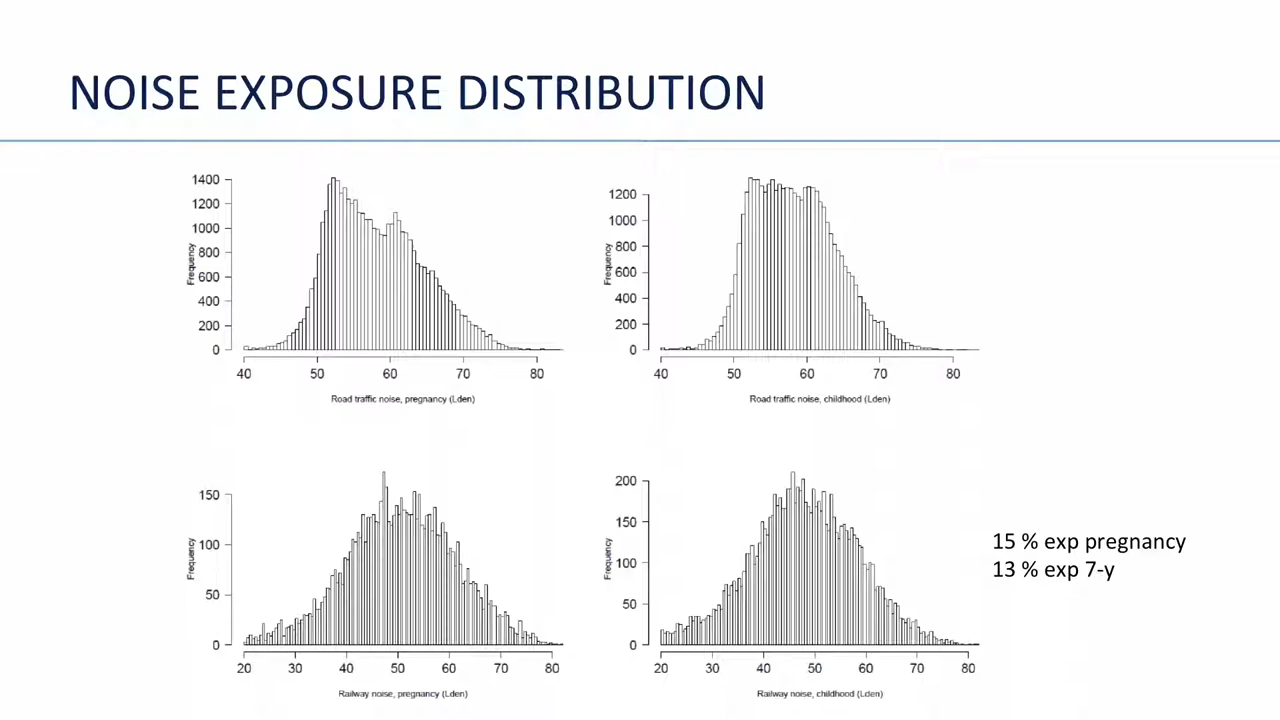 NOISE EXPOSURE DISTRIBUTION
1400
1200
1000
800
600
400
200
0
Frequency
40 50 60 70 80
Road traffic noise, pregnancy (Lden)
1200
1000
800
600
400
200
0
Frequency
40 50 60 70 80
Road traffic noise, childhood (Lden)
150
100
50
0
Frequency
20 30 40 50 60 70 80
Railway noise, pregnancy (Lden)
200
150
100
50
0
Frequency
20 30 40 50 60 70 80
Railway noise, childhood (Lden)
15 % exp pregnancy
13 % exp 7-y